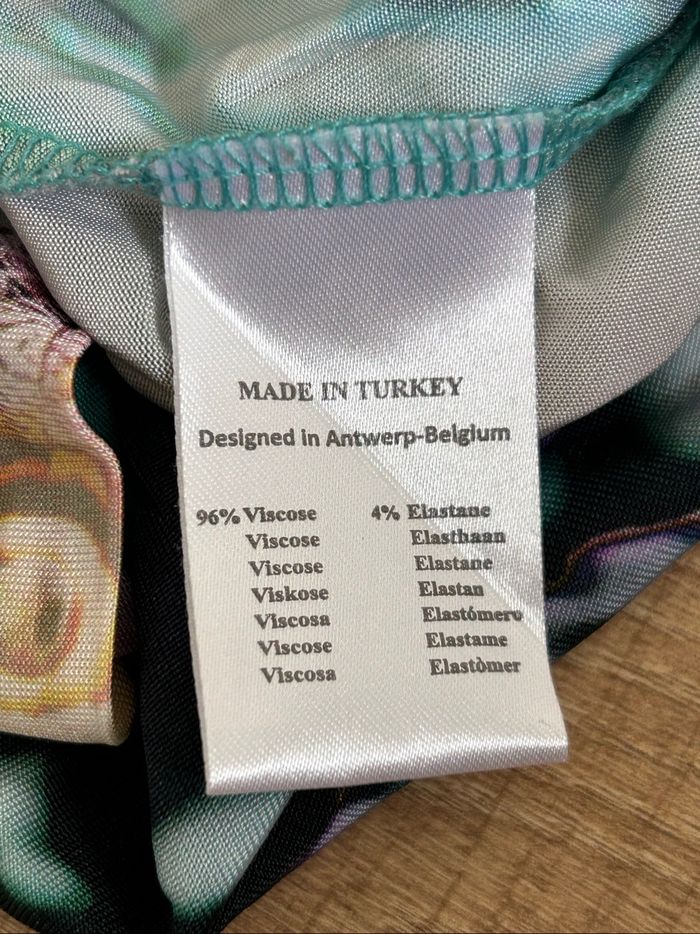 MADE IN TURKEY
Designed in Antwerp-Belgium
96% Viscose 4% Elastane
Viscose Elasthaan
Viscose Elastane
Viskose Elastan
Viscosa Elastómero
Viscose Elastame
Viscosa Elastòmer